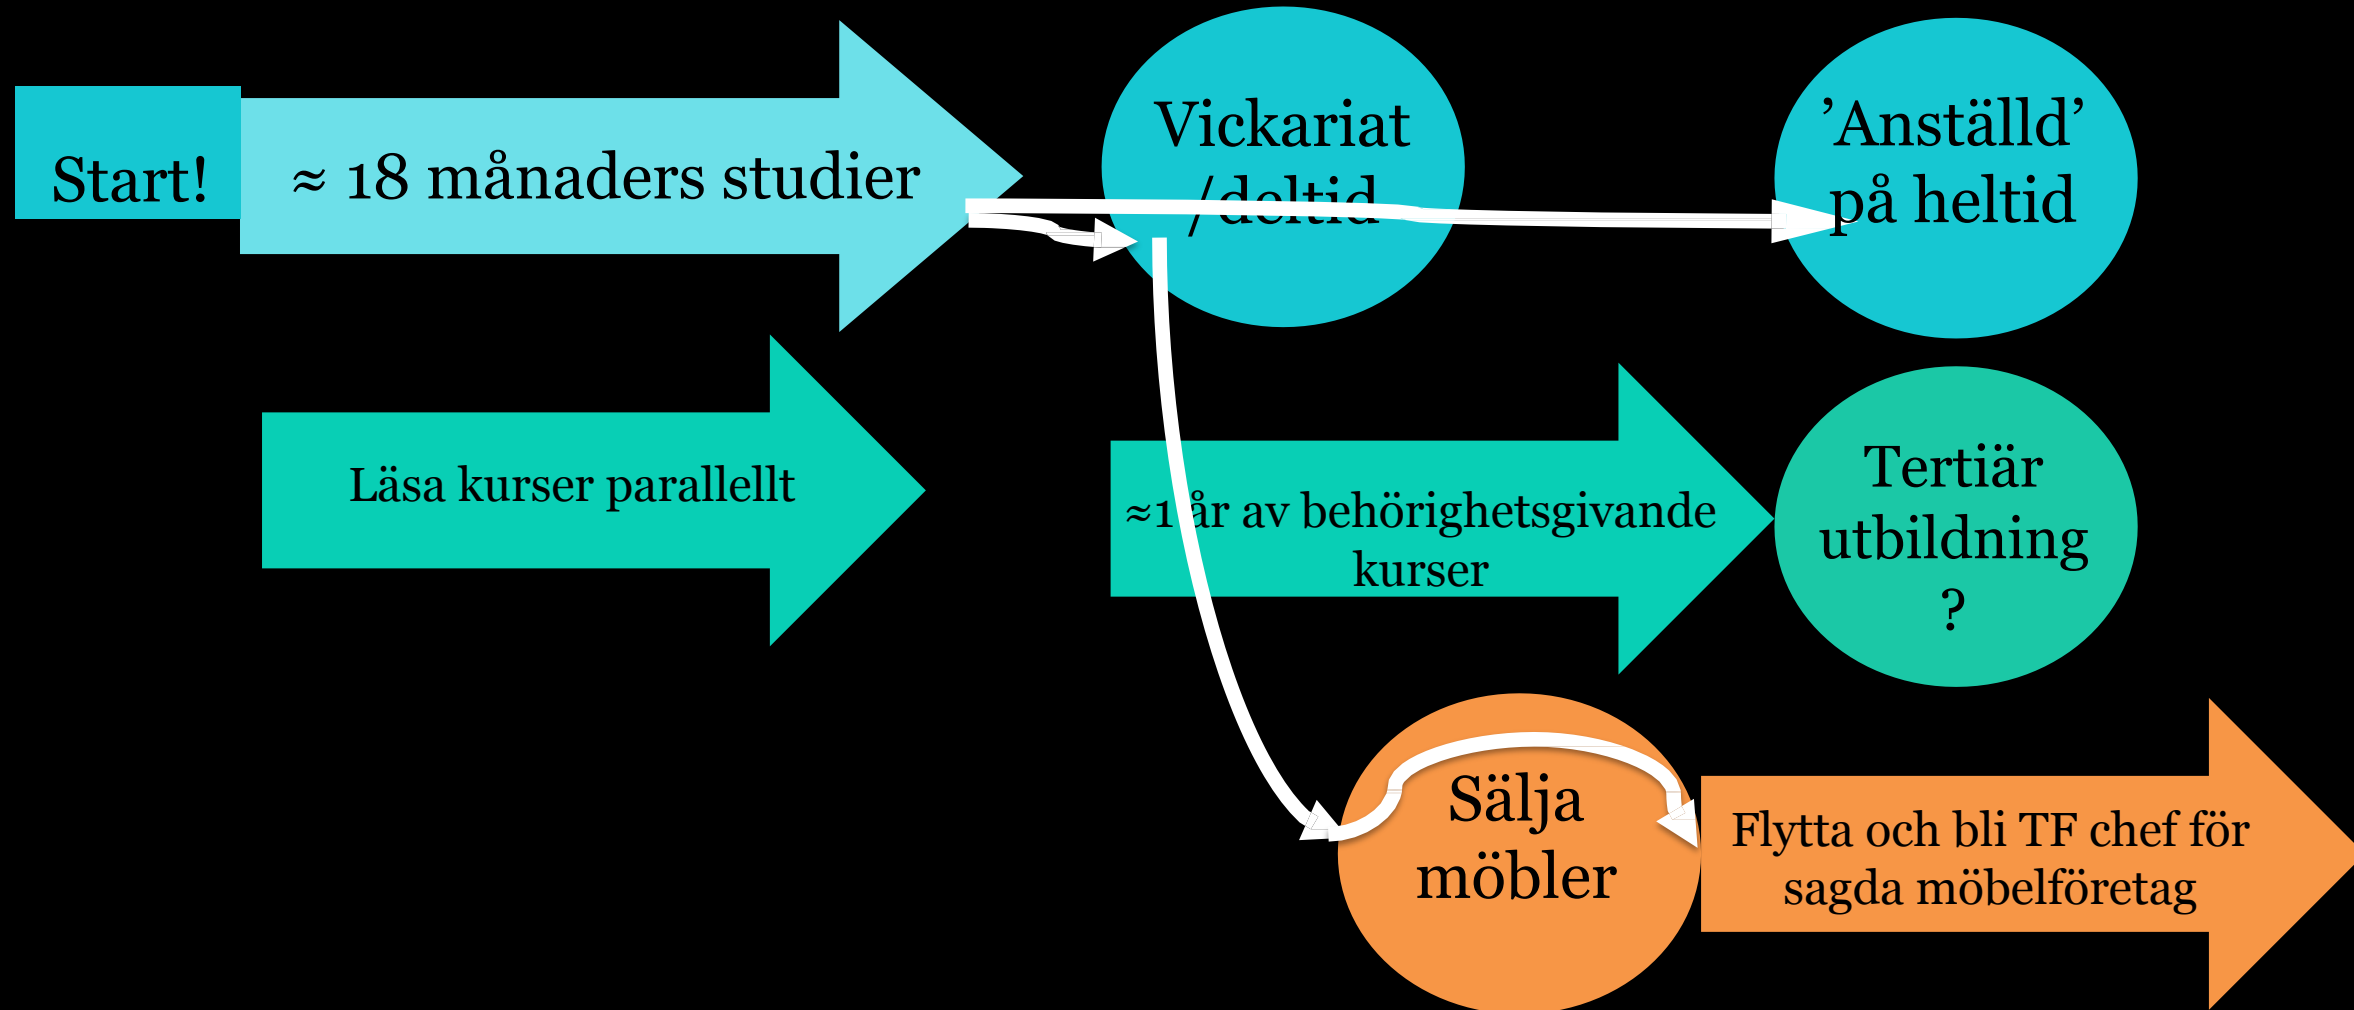 Start!
≈ 18 månaders studier
Vickariat
/deltid
’Anställd’
på heltid
Läsa kurser parallellt
≈1 år av behörighetsgivande
kurser
Tertiär
utbildning
?
Sälja
möbler
Flytta och bli TF chef för
sagda möbelföretag